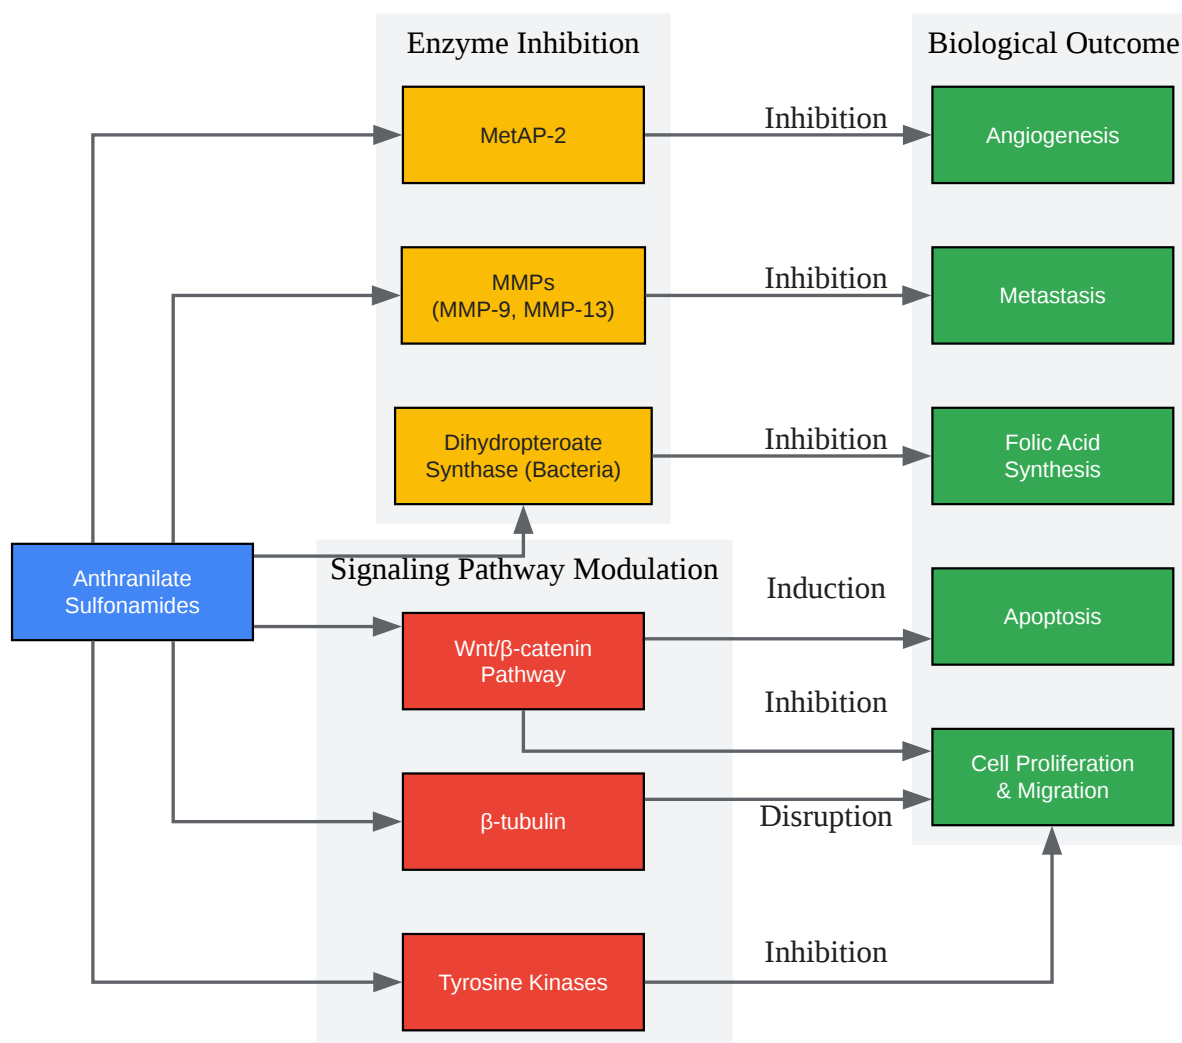 Enzyme Inhibition
Biological Outcome
MetAP-2
Inhibition
Angiogenesis
MMPs
(MMP-9, MMP-13)
Inhibition
Metastasis
Dihydropteroate
Synthase (Bacteria)
Inhibition
Folic Acid
Synthesis
Anthranilate
Sulfonamides
Signaling Pathway Modulation
Wnt/β-catenin
Pathway
Induction
Apoptosis
Inhibition
Cell Proliferation
& Migration
β-tubulin
Disruption
Tyrosine Kinases
Inhibition